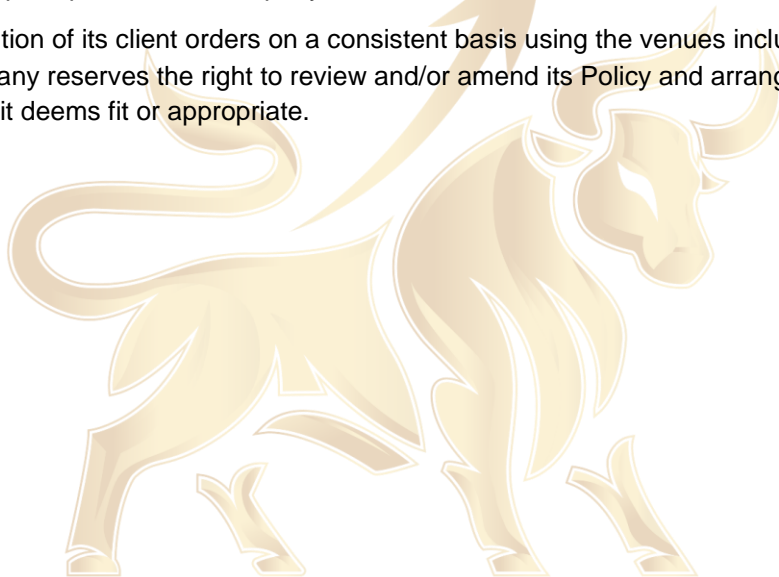 tion of its client orders on a consistent basis using the venues inclu
any reserves the right to review and/or amend its Policy and arrang
it deems fit or appropriate.